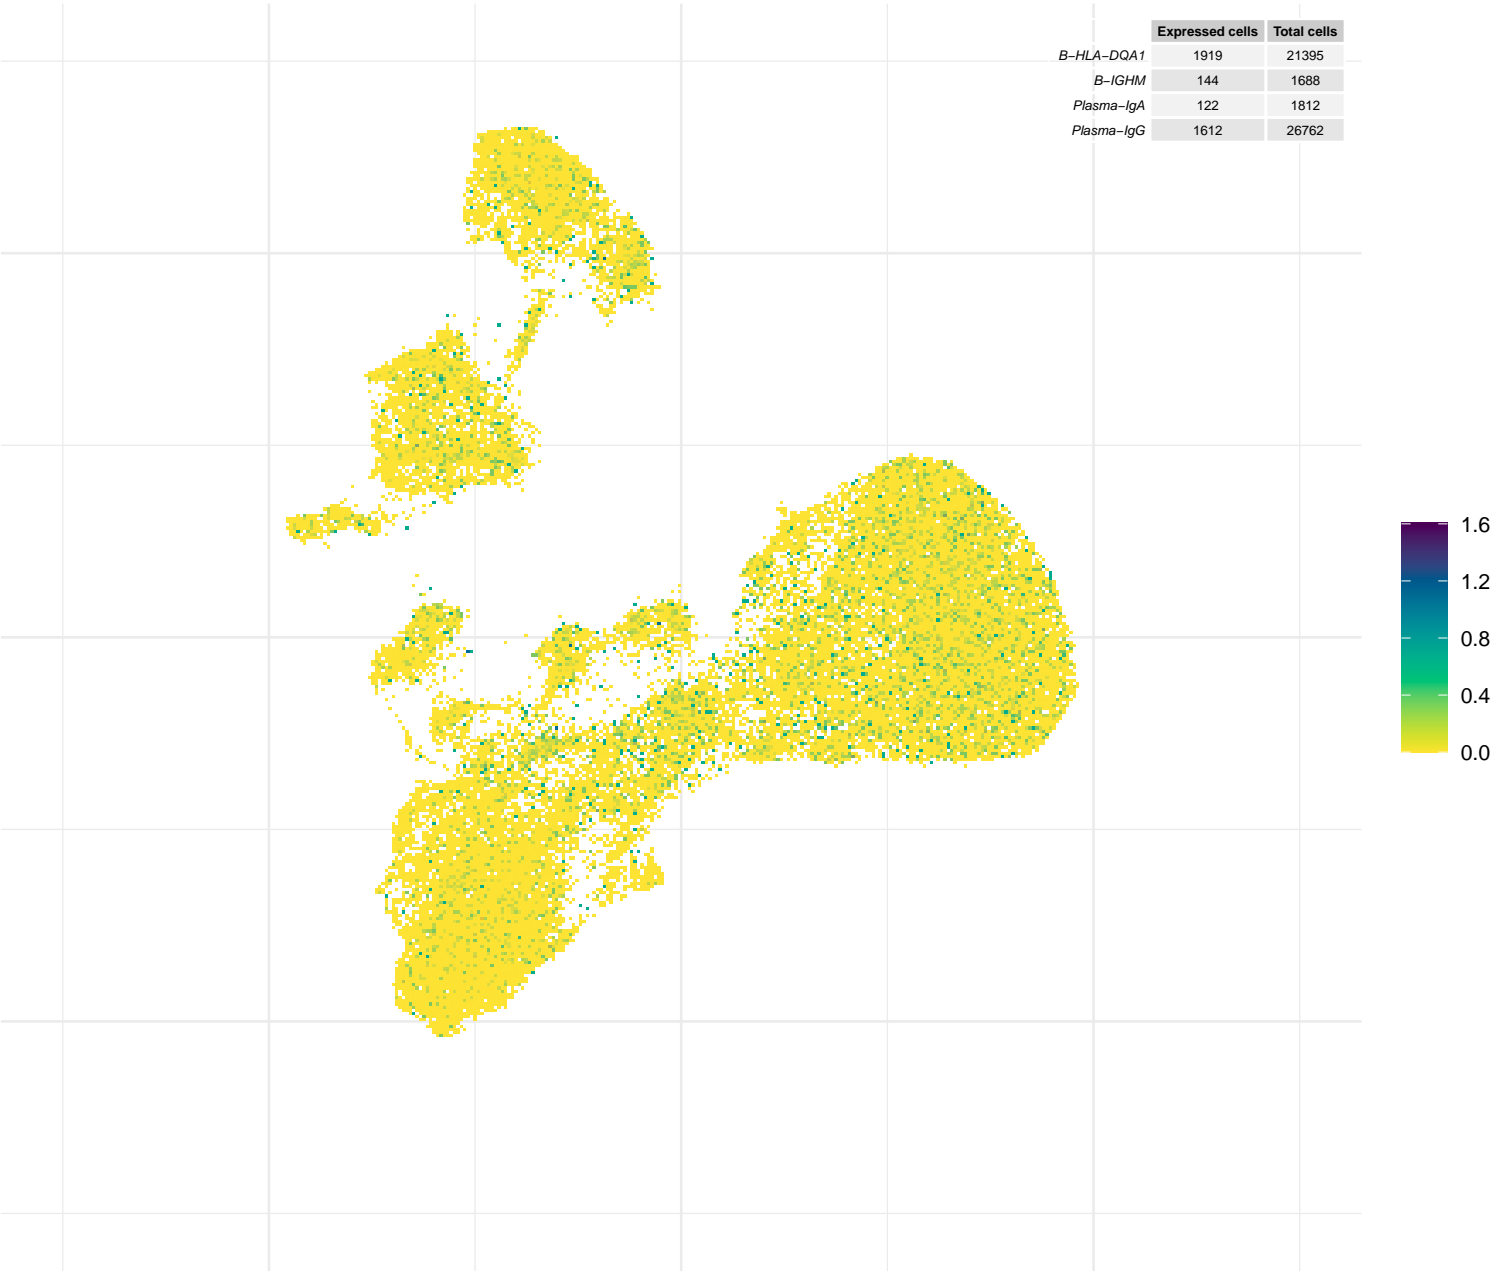 Expressed cells Total cells
B−HLA−DQA1 1919 21395
B−IGHM 144 1688
Plasma−IgA 122 1812
Plasma−IgG 1612 26762
1.6
1.2
0.8
0.4
0.0